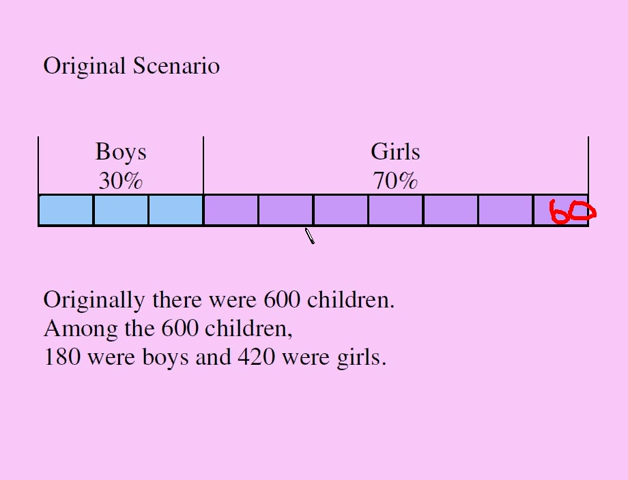 Original Scenario
Boys
Girls
30%
70%
60
Originally there were 600 children.
Among the 600 children,
180 were boys and 420 were girls.